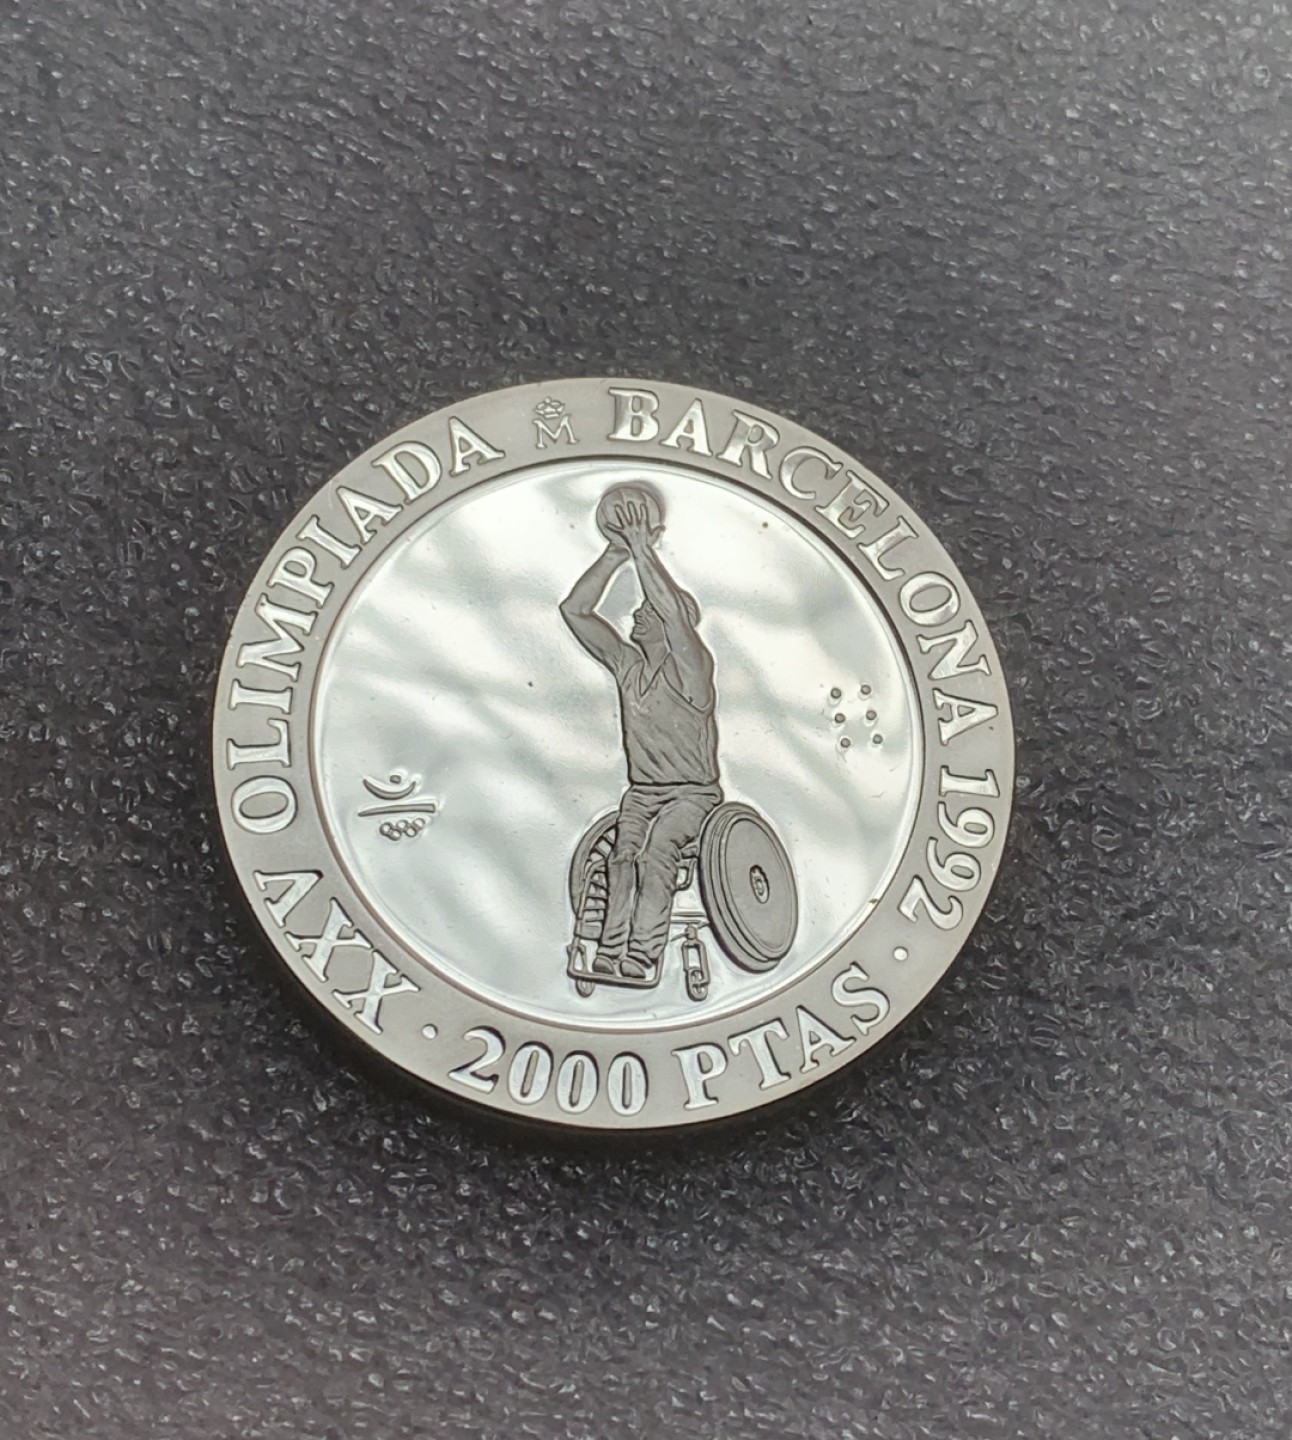 XXV OLIMPIADA M BARCELONA 1992
· 2000 PTAS ·